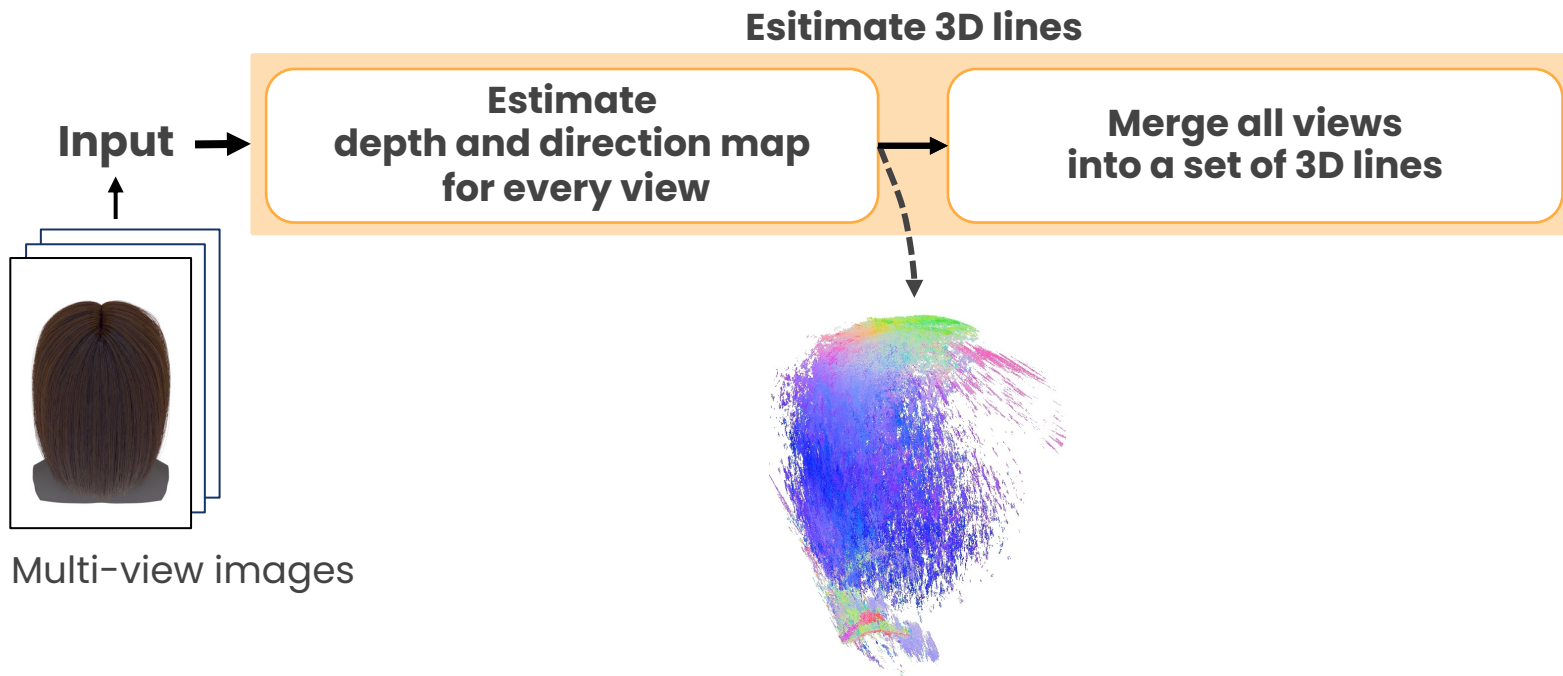 Esitimate 3D lines
Input
Estimate
depth and direction map
for every view
Merge all views
into a set of 3D lines
Multi-view images